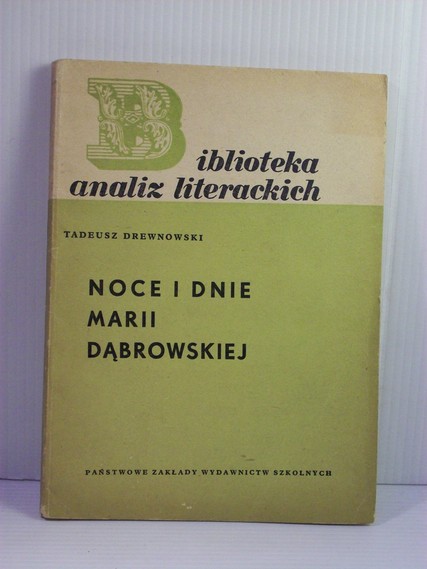 Biblioteka
analiz literackich
TADEUSZ DREWNOWSKI
NOCE I DNIE
MARII
DĄBROWSKIEJ
PAŃSTWOWE ZAKŁADY WYDAWNICTW SZKOLNYCH